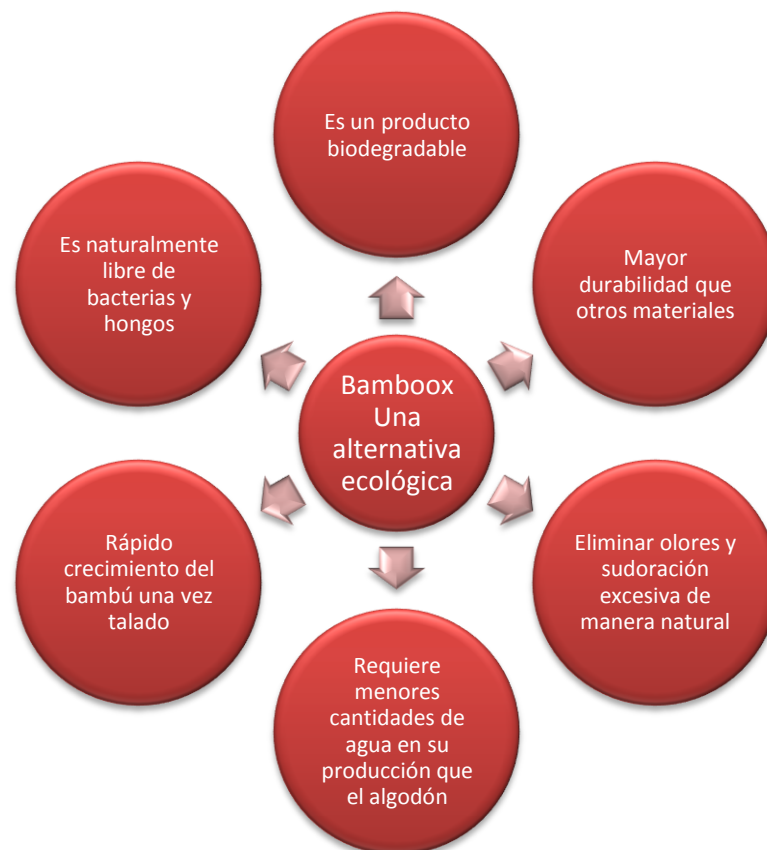 Es un producto
biodegradable
Mayor
durabilidad que
otros materiales
Eliminar olores y
sudoración
excesiva de
manera natural
Requiere
menores
cantidades de
agua en su
producción que
el algodón
Rápido
crecimiento del
bambú una vez
talado
Es naturalmente
libre de
bacterias y
hongos
Bamboox
Una
alternativa
ecológica